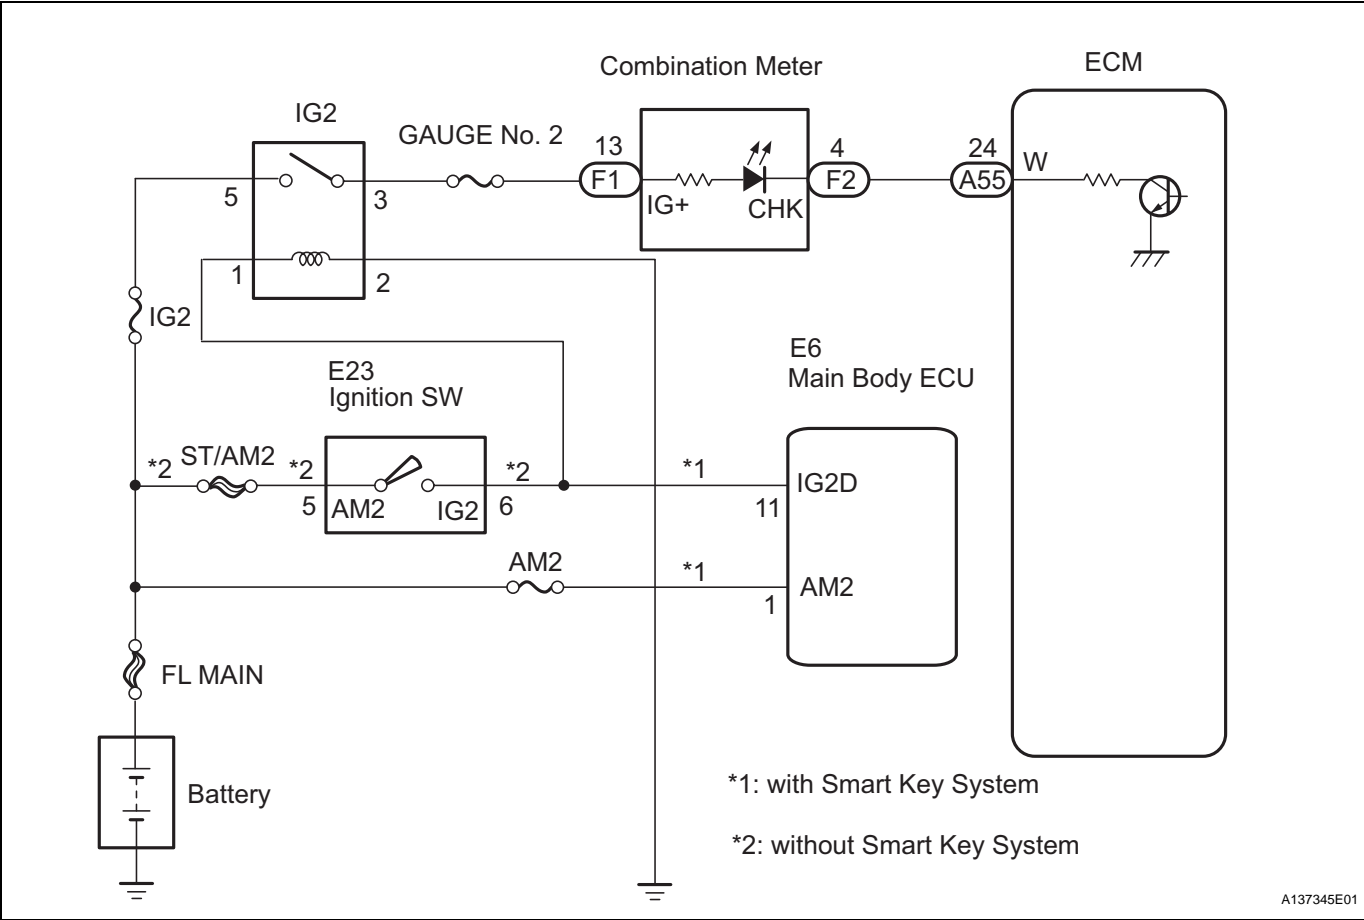 Combination Meter
ECM
IG2
GAUGE No. 2
13
4
24
W
F1
F2
A55
5
3
IG+
CHK
1
2
IG2
E23
Ignition SW
E6
Main Body ECU
*2
ST/AM2
*2
*2
*1
IG2D
5
AM2
IG2
6
11
AM2
*1
AM2
1
FL MAIN
Battery
*1: with Smart Key System
*2: without Smart Key System
A137345E01